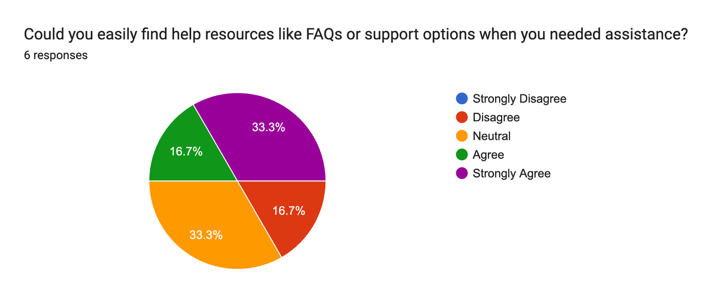 Could you easily find help resources like FAQs or support options when you needed assistance?
6 responses
33.3%
16.7%
16.7%
33.3%
Strongly Disagree
Disagree
Neutral
Agree
Strongly Agree